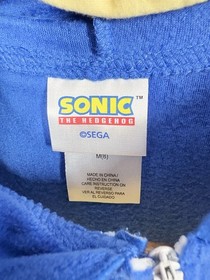 SONIC™
THE HEDGEHOG
©SEGA
M(8)
MADE IN CHINA /
HECHO EN CHINA
CARE INSTRUCTION ON
REVERSE
VER AL REVERSO PARA
EL CUIDADO